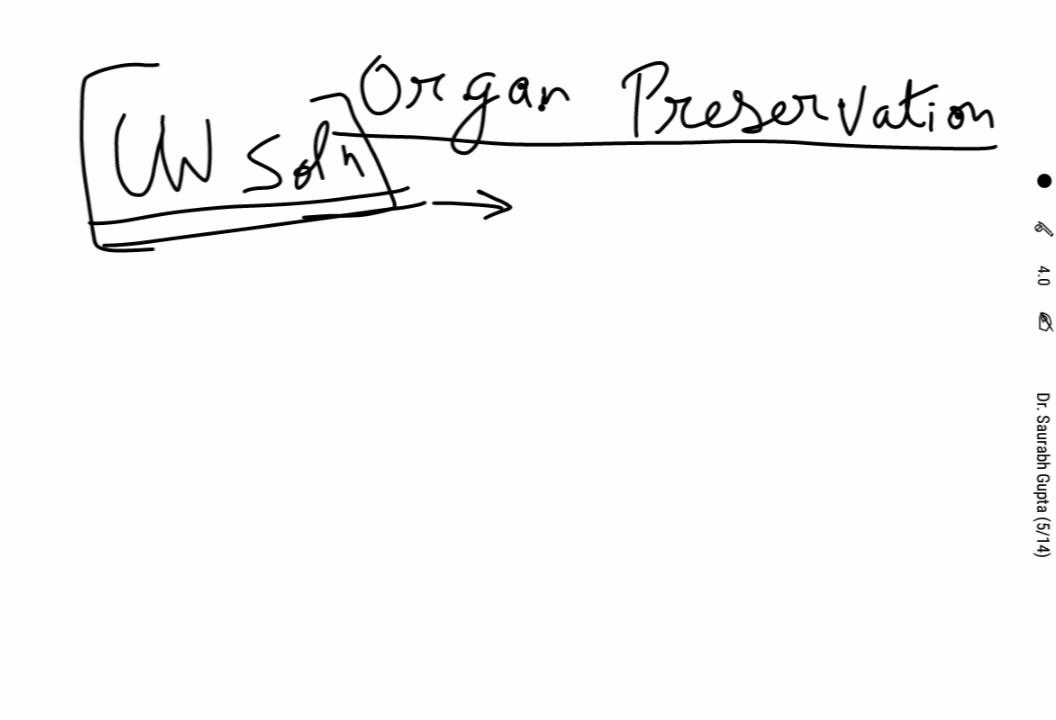 Organ Preservation
[UW Soln] →
4.0
Dr. Saurabh Gupta (5/14)